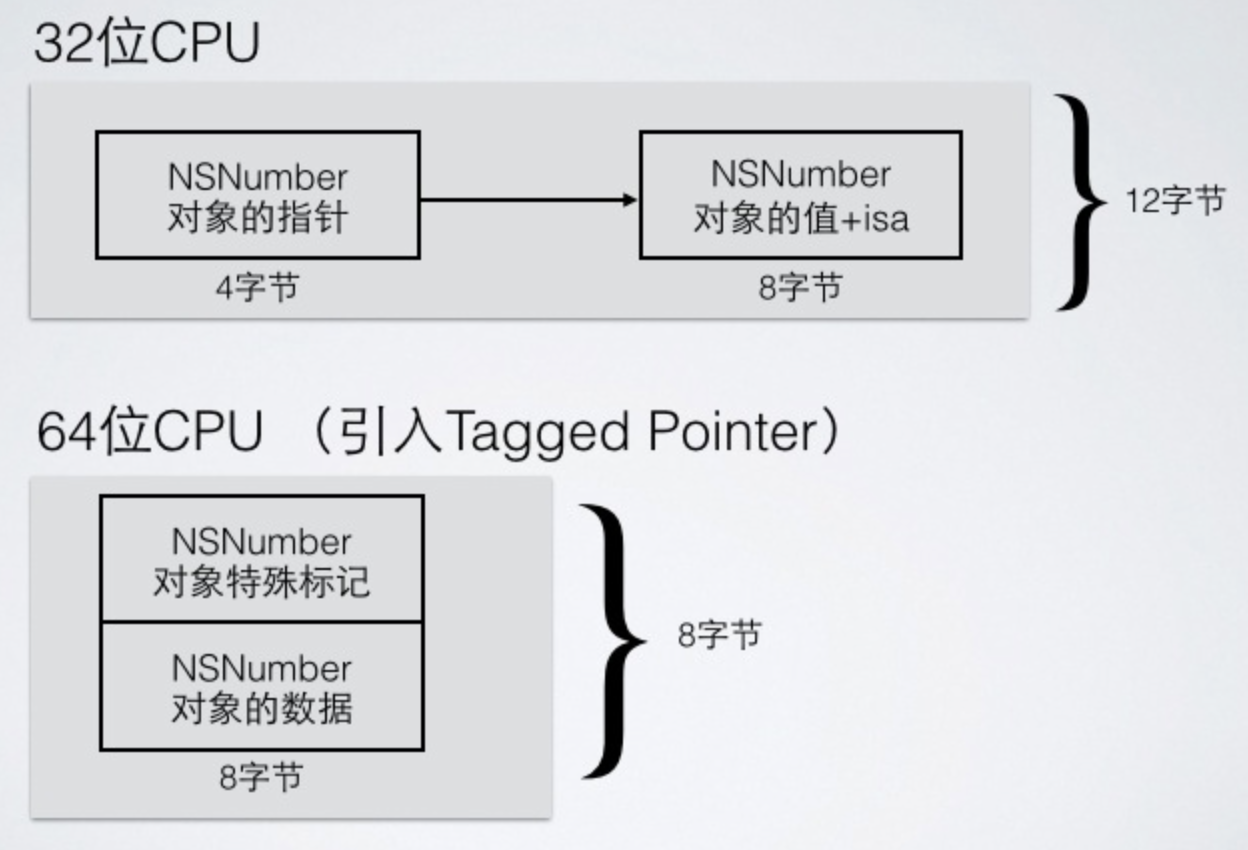 32位CPU
NSNumber
对象的指针
4字节
NSNumber
对象的值+isa
8字节
12字节
64位CPU （引入Tagged Pointer）
NSNumber
对象特殊标记
NSNumber
对象的数据
8字节
8字节